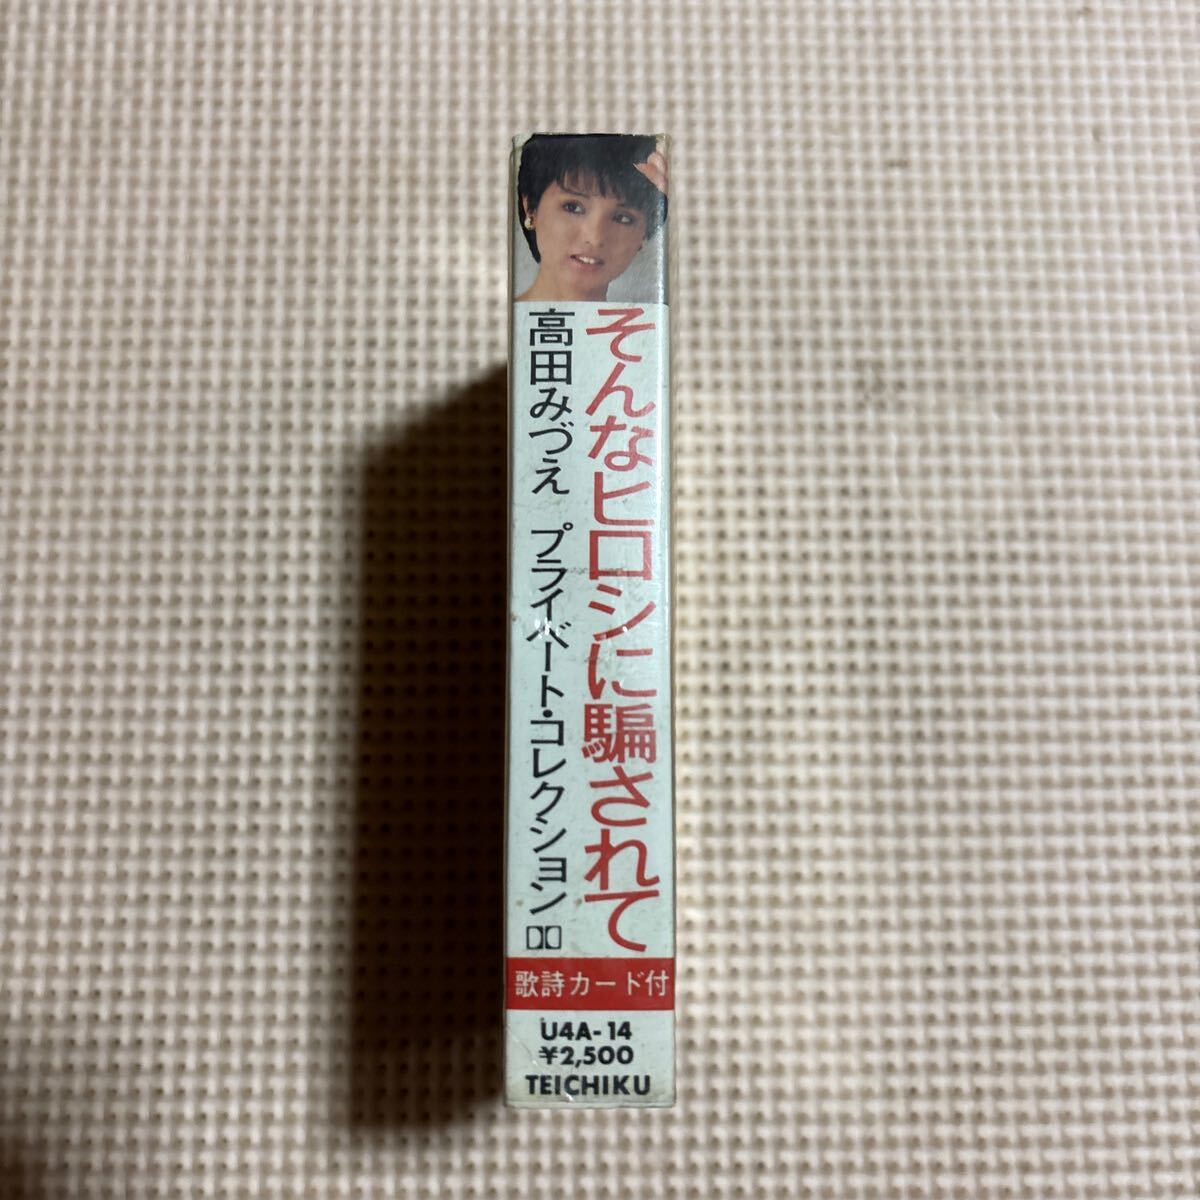 そんなヒロシに騙されて
高田みづえ プライベート・コレクション
歌詩カード付
U4A-14
¥2,500
TEICHIKU